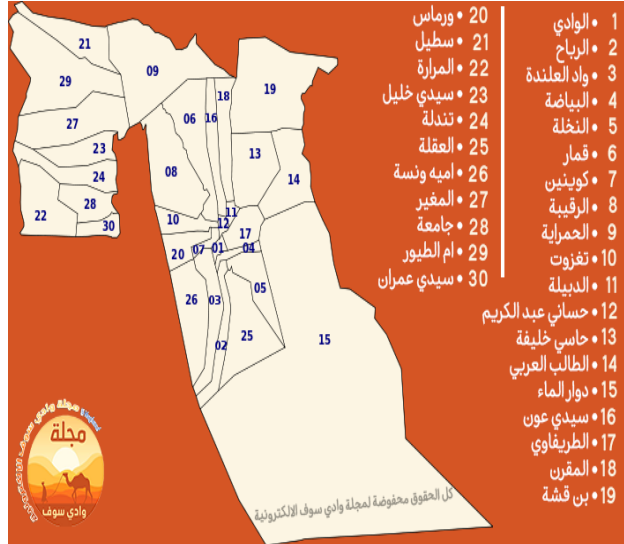 1 • الوادي
2 • الرباح
3 • واد العلندة
4 • البياضة
5 • النخلة
6 • قمار
7 • كوينين
8 • الرقيبة
9 • الحمراية
10 • تغزوت
11 • الدبيلة
12 • حساني عبد الكريم
13 • حاسي خليفة
14 • الطالب العربي
15 • دوار الماء
16 • سيدي عون
17 • الطريفاوي
18 • المقرن
19 • بن قشة
20 • ورماس
21 • سطيل
22 • المرارة
23 • سيدي خليل
24 • تندلة
25 • العقلة
26 • اميه ونسة
27 • المغير
28 • جامعة
29 • ام الطيور
30 • سيدي عمران
21
09
29
18
19
06
16
27
23
13
08
24
14
28
22
11
10
12
30
17
20
07
01
04
05
26
03
25
02
15
مجلة
وادي سوف
كل الحقوق محفوظة لمجلة وادي سوف الالكترونية